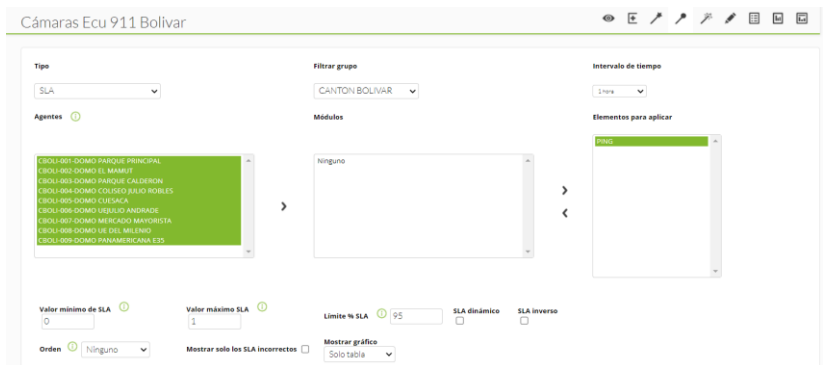 Cámaras Ecu 911 Bolivar
Tipo
Filtrar grupo
Intervalo de tiempo
SLA
CANTON BOLIVAR
1 hora
Agentes
Módulos
Elementos para aplicar
CBOLI-001-DOMO PARQUE PRINCIPAL
CBOLI-002-DOMO EL MAMUT
CBOLI-003-DOMO PARQUE CALDERON
CBOLI-004-DOMO COLISEO JULIO ROBLES
CBOLI-005-DOMO CUESACA
CBOLI-006-DOMO UEJULIO ANDRADE
CBOLI-007-DOMO MERCADO MAYORISTA
CBOLI-008-DOMO UE DEL MILENIO
CBOLI-009-DOMO PANAMERICANA E35
Ninguno
PING
Valor mínimo de SLA
0
Valor máximo SLA
1
Límite % SLA
95
SLA dinámico
SLA inverso
Orden
Ninguno
Mostrar solo los SLA incorrectos
Mostrar gráfico
Solo tabla